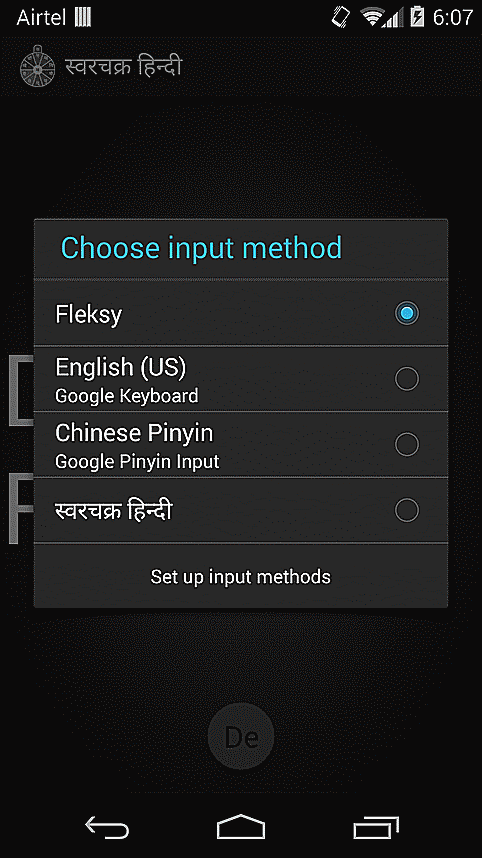 Airtel 6:07
स्वरचक्र हिन्दी
Choose input method
Fleksy
English (US)
Google Keyboard
Chinese Pinyin
Google Pinyin Input
स्वरचक्र हिन्दी
Set up input methods
De